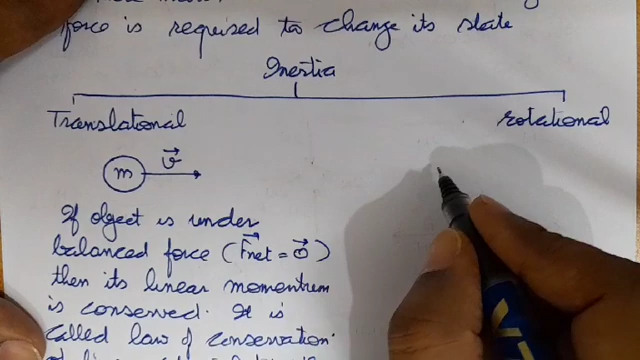 force is required to change its state
Inertia
Translational
rotational
m
v
If object is under
balanced force (Fnet = 0)
then its linear momentum
is conserved. It is
called law of conservation